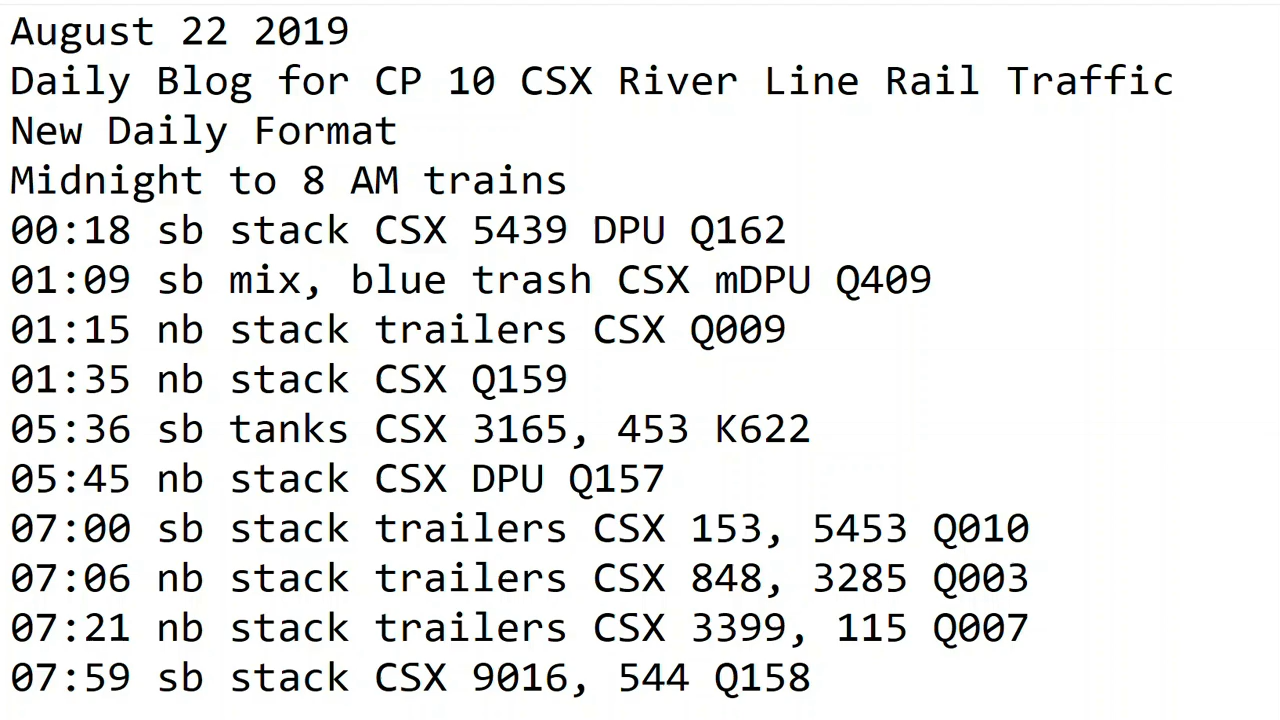 August 22 2019
Daily Blog for CP 10 CSX River Line Rail Traffic
New Daily Format
Midnight to 8 AM trains
00:18 sb stack CSX 5439 DPU Q162
01:09 sb mix, blue trash CSX mDPU Q409
01:15 nb stack trailers CSX Q009
01:35 nb stack CSX Q159
05:36 sb tanks CSX 3165, 453 K622
05:45 nb stack CSX DPU Q157
07:00 sb stack trailers CSX 153, 5453 Q010
07:06 nb stack trailers CSX 848, 3285 Q003
07:21 nb stack trailers CSX 3399, 115 Q007
07:59 sb stack CSX 9016, 544 Q158